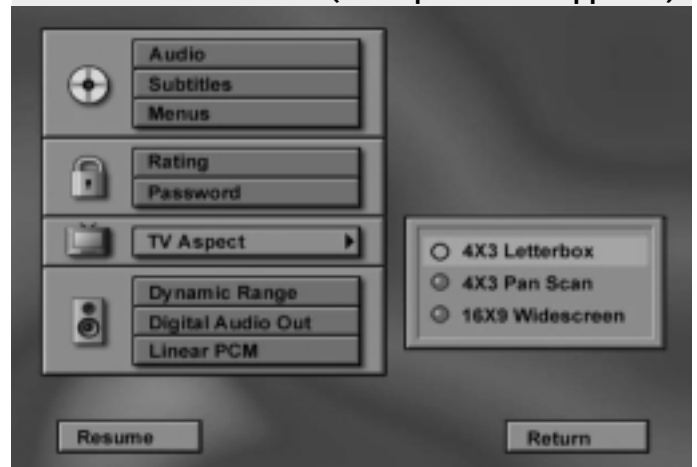 Audio
Subtitles
Menus
Rating
Password
TV Aspect
4X3 Letterbox
4X3 Pan Scan
16X9 Widescreen
Dynamic Range
Digital Audio Out
Linear PCM
Resume
Return